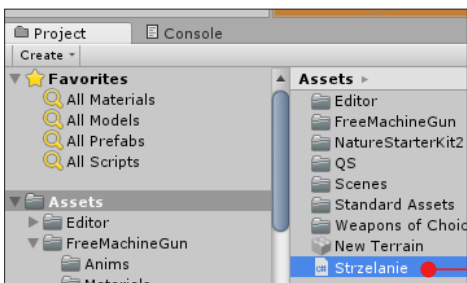 Project
Console
Create
Favorites
All Materials
All Models
All Prefabs
All Scripts
Assets
Editor
FreeMachineGun
Anims
Materials
Assets
Editor
FreeMachineGun
NatureStarterKit2
QS
Scenes
Standard Assets
Weapons of Choic
New Terrain
c# Strzelanie